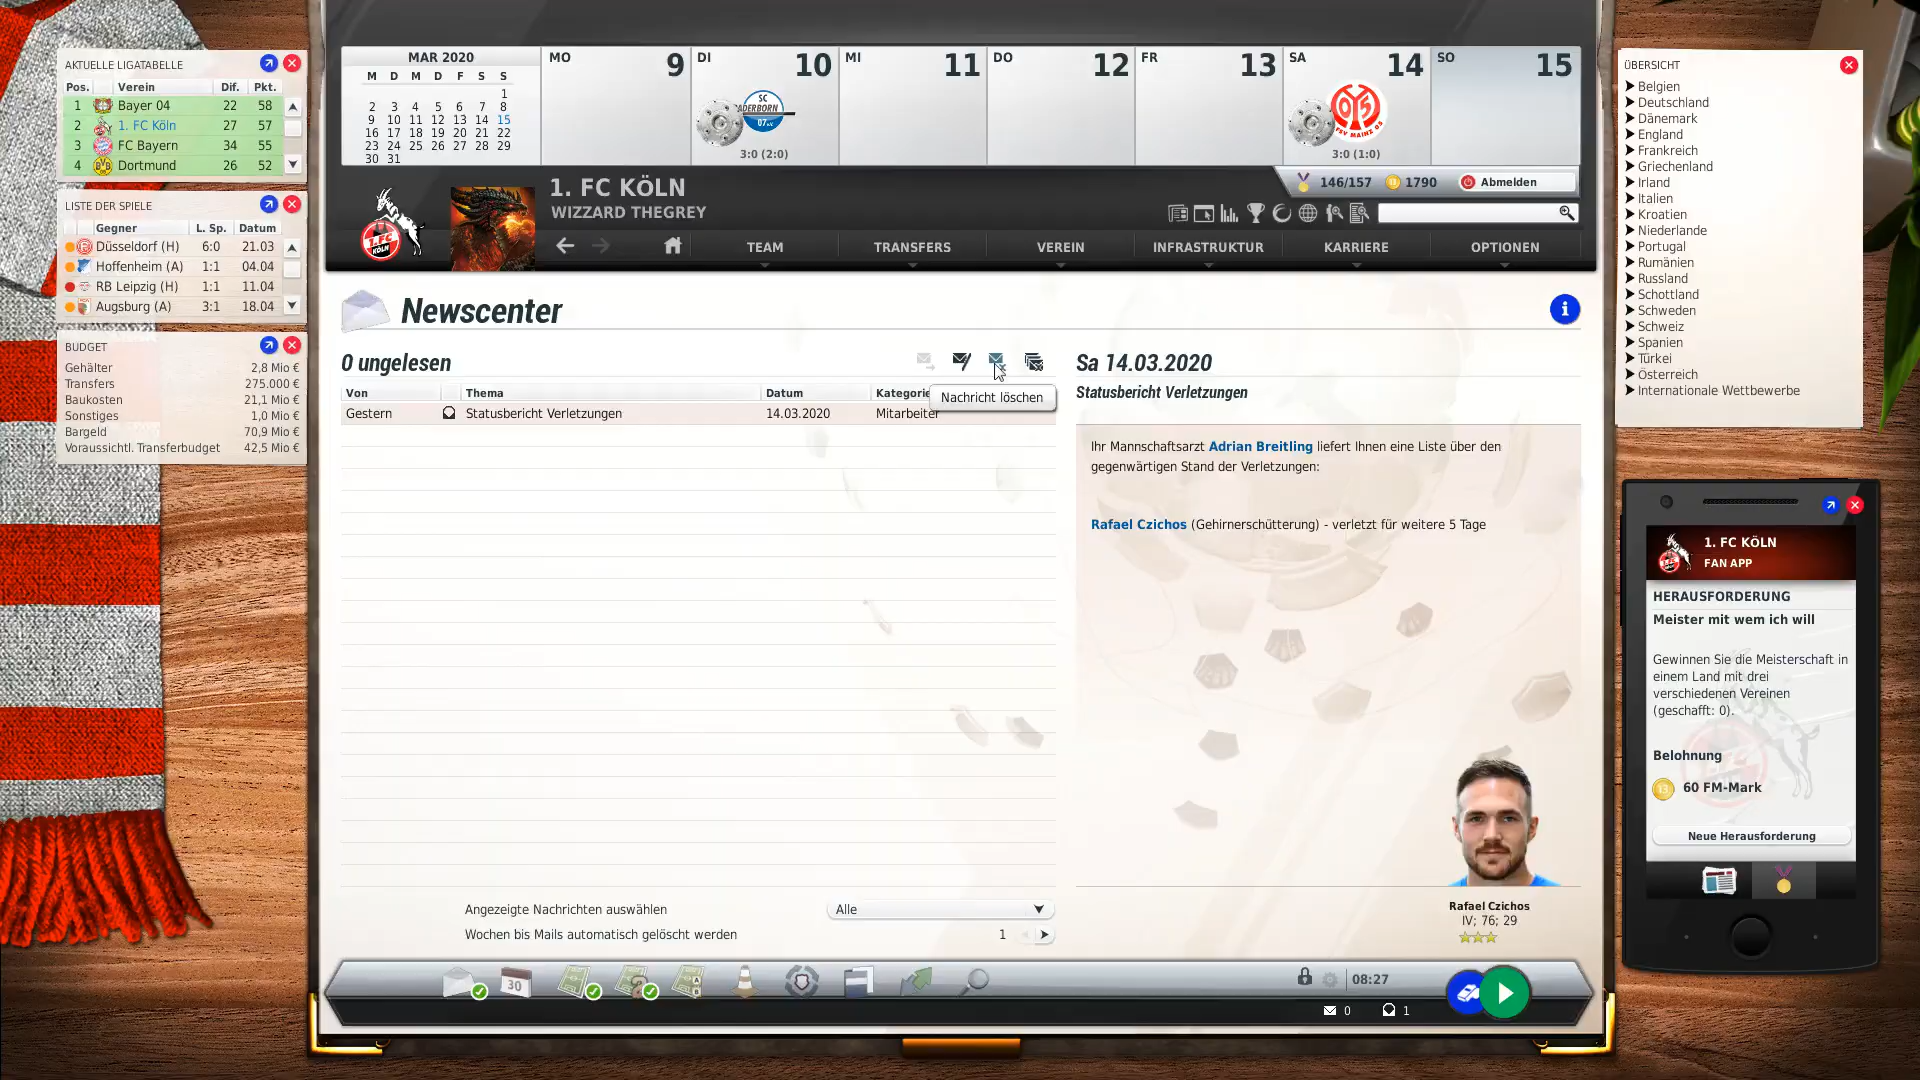 AKTUELLE LIGATABELLE
Pos. Verein Dif. Pkt.
1 Bayer 04 22 58
2 1. FC Köln 27 57
3 FC Bayern 34 55
4 Dortmund 26 52
LISTE DER SPIELE
Gegner L. Sp. Datum
Düsseldorf (H) 6:0 21.03
Hoffenheim (A) 1:1 04.04
RB Leipzig (H) 1:1 11.04
Augsburg (A) 3:1 18.04
BUDGET
Gehälter 2,8 Mio €
Transfers 275.000 €
Baukosten 21,1 Mio €
Sonstiges 1,0 Mio €
Bargeld 70,9 Mio €
Voraussichtl. Transferbudget 42,5 Mio €
MAR 2020
M D M D F S S
1
2 3 4 5 6 7 8
9 10 11 12 13 14 15
16 17 18 19 20 21 22
23 24 25 26 27 28 29
30 31
MO 9
DI 10
SC
PADERBORN
07
3:0 (2:0)
MI 11
DO 12
FR 13
SA 14
FSV MAINZ 05
3:0 (1:0)
SO 15
146/157 1790 Abmelden
1. FC KÖLN
WIZZARD THEGREY
1.FC
KÖLN
TEAM TRANSFERS VEREIN INFRASTRUKTUR KARRIERE OPTIONEN
Newscenter
0 ungelesen
Von Thema Datum Kategorie
Nachricht löschen
Gestern Statusbericht Verletzungen 14.03.2020 Mitarbeiter
Angezeigte Nachrichten auswählen Alle
Wochen bis Mails automatisch gelöscht werden 1
Sa 14.03.2020
Statusbericht Verletzungen
Ihr Mannschaftsarzt Adrian Breitling liefert Ihnen eine Liste über den
gegenwärtigen Stand der Verletzungen:
Rafael Czichos (Gehirnerschütterung) - verletzt für weitere 5 Tage
Rafael Czichos
IV; 76; 29
30
08:27
0 1
ÜBERSICHT
Belgien
Deutschland
Dänemark
England
Frankreich
Griechenland
Irland
Italien
Kroatien
Niederlande
Portugal
Rumänien
Russland
Schottland
Schweden
Schweiz
Spanien
Türkei
Österreich
Internationale Wettbewerbe
1. FC KÖLN
FAN APP
HERAUSFORDERUNG
Meister mit wem ich will
Gewinnen Sie die Meisterschaft in
einem Land mit drei
verschiedenen Vereinen
(geschafft: 0).
Belohnung
60 FM-Mark
Neue Herausforderung